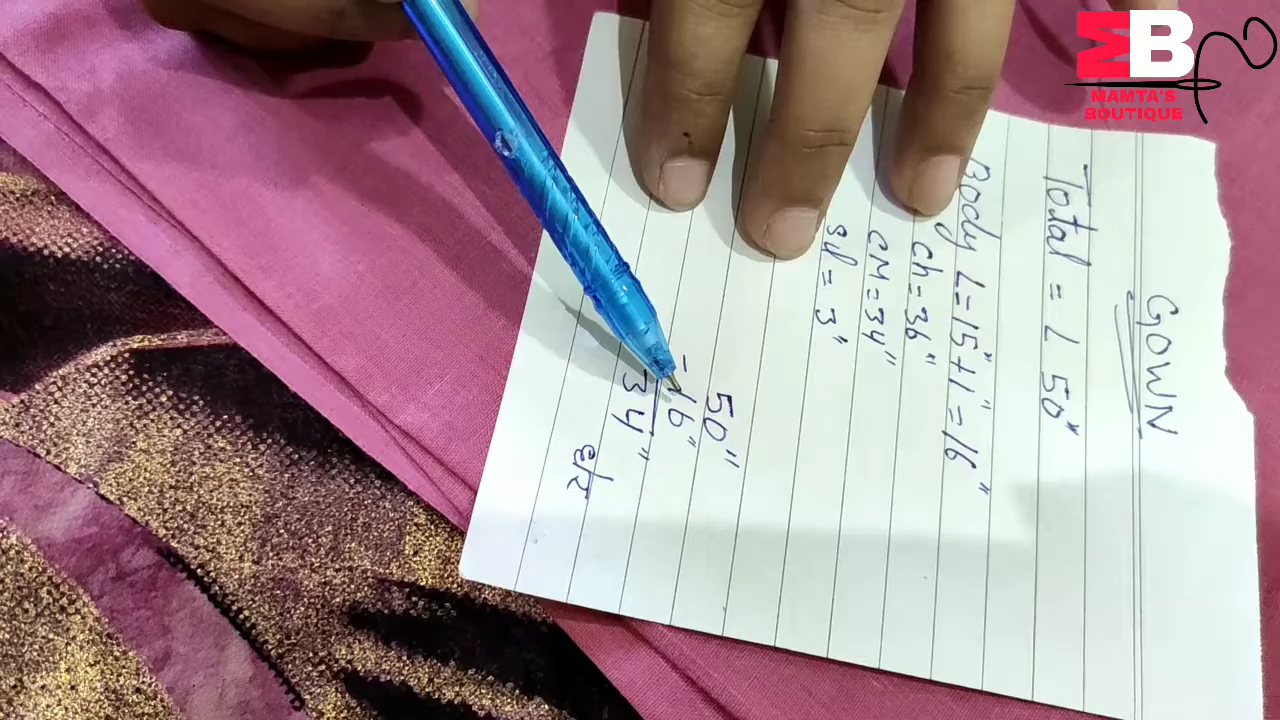 GOWN
Total = L 50"
Body L=15"+1"=16"
Ch=36"
CM=34"
Sd = 3"
50"
-16"
34"
MB
MAMTA'S
BOUTIQUE